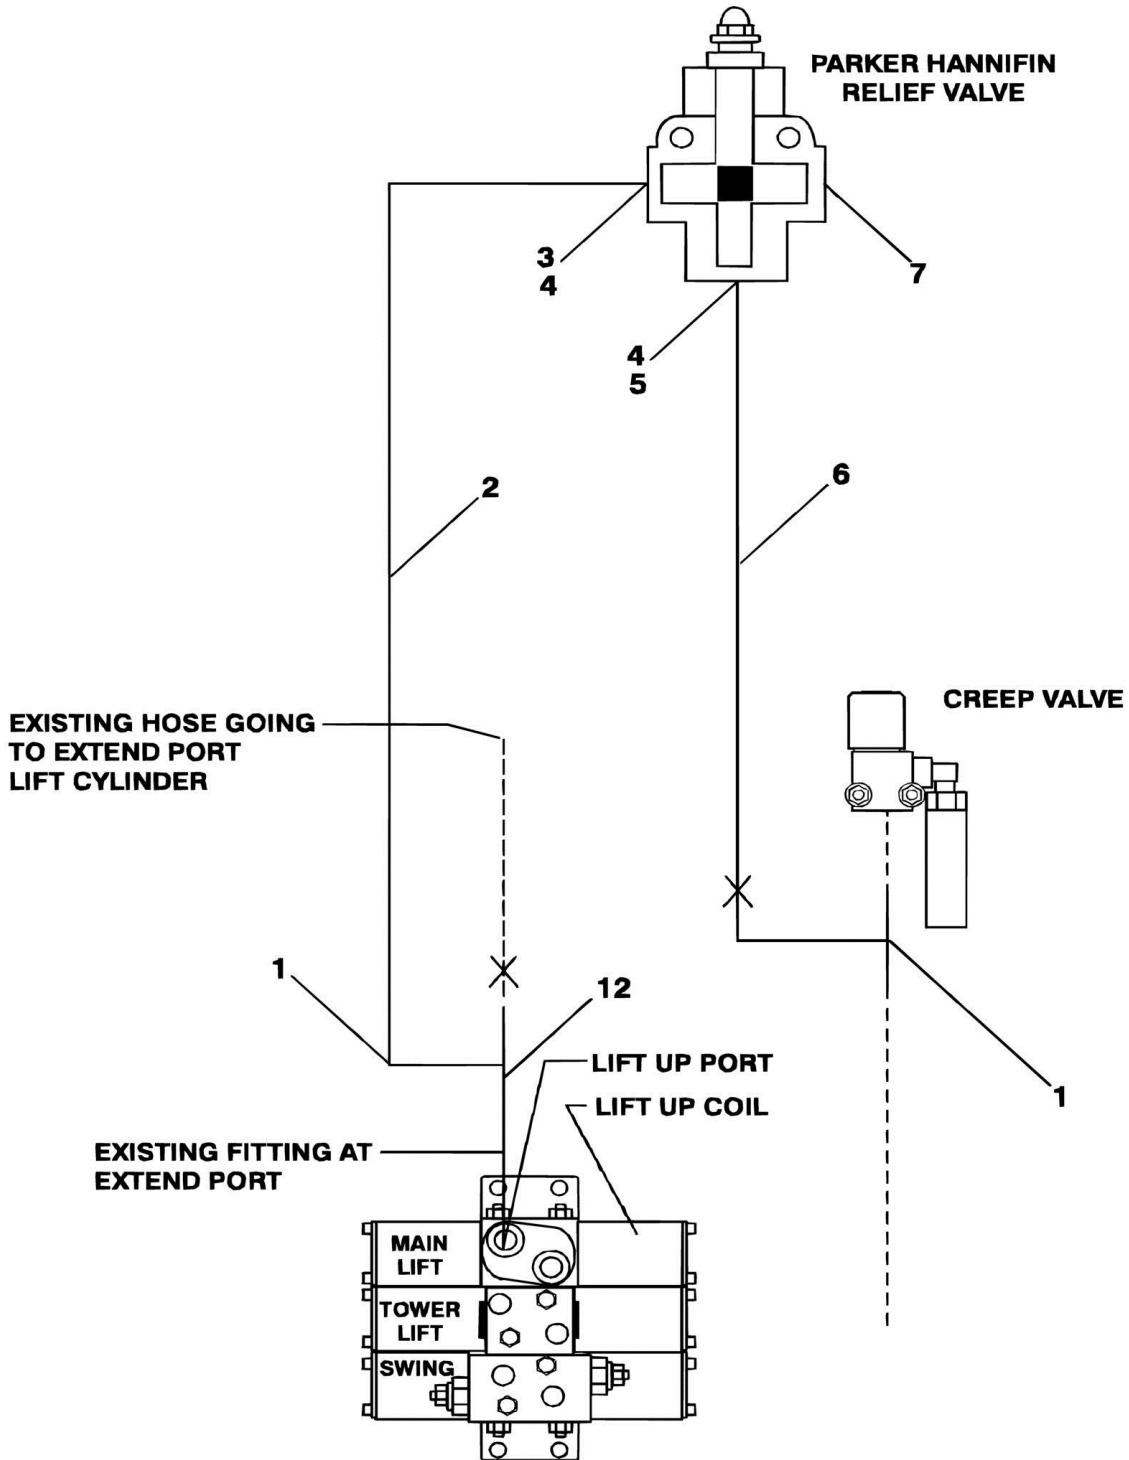 PARKER HANNIFIN
RELIEF VALVE
3
4
7
4
5
2
6
CREEP VALVE
EXISTING HOSE GOING
TO EXTEND PORT
LIFT CYLINDER
1
12
LIFT UP PORT
LIFT UP COIL
1
EXISTING FITTING AT
EXTEND PORT
MAIN
LIFT
TOWER
LIFT
SWING